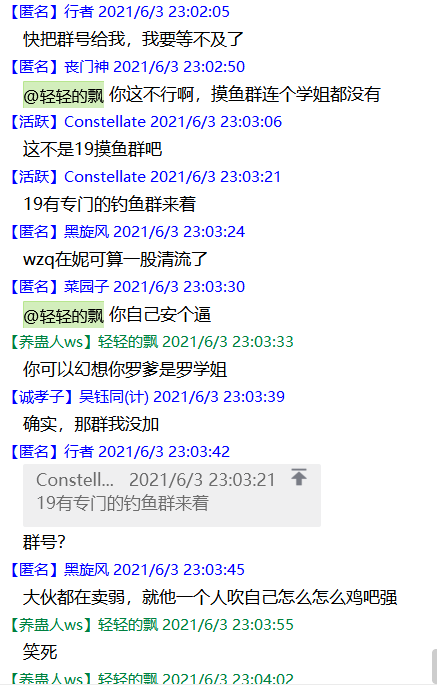 【匿名】行者 2021/6/3 23:02:05
快把群号给我，我要等不及了
【匿名】丧门神 2021/6/3 23:02:50
@轻轻的飘 你这不行啊，摸鱼群连个学姐都没有
【活跃】Constellate 2021/6/3 23:03:06
这不是19摸鱼群吧
【活跃】Constellate 2021/6/3 23:03:21
19有专门的钓鱼群来着
【匿名】黑旋风 2021/6/3 23:03:24
wzq在妮可算一股清流了
【匿名】菜园子 2021/6/3 23:03:30
@轻轻的飘 你自己安个逼
【养蛊人ws】轻轻的飘 2021/6/3 23:03:33
你可以幻想你罗爹是罗学姐
【诚孝子】吴钰同(计) 2021/6/3 23:03:39
确实，那群我没加
【匿名】行者 2021/6/3 23:03:42
Constell... 2021/6/3 23:03:21
19有专门的钓鱼群来着
群号？
【匿名】黑旋风 2021/6/3 23:03:45
大伙都在卖弱，就他一个人吹自己怎么怎么鸡吧强
【养蛊人ws】轻轻的飘 2021/6/3 23:03:55
笑死
【养蛊人ws】轻轻的飘 2021/6/3 23:04:02